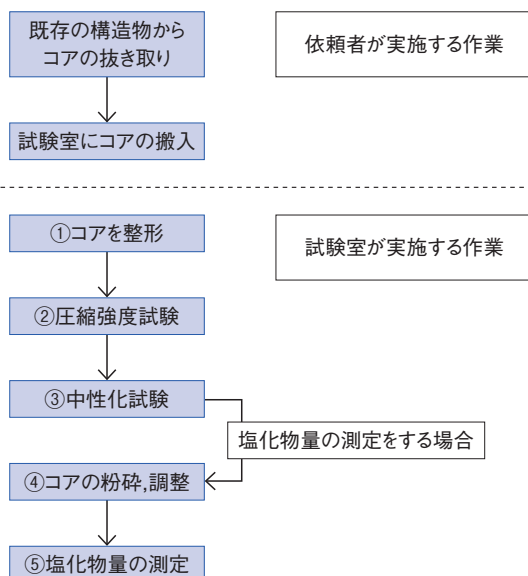 既存の構造物から
コアの抜き取り
依頼者が実施する作業
試験室にコアの搬入
①コアを整形
試験室が実施する作業
②圧縮強度試験
③中性化試験
塩化物量の測定をする場合
④コアの粉砕,調整
⑤塩化物量の測定